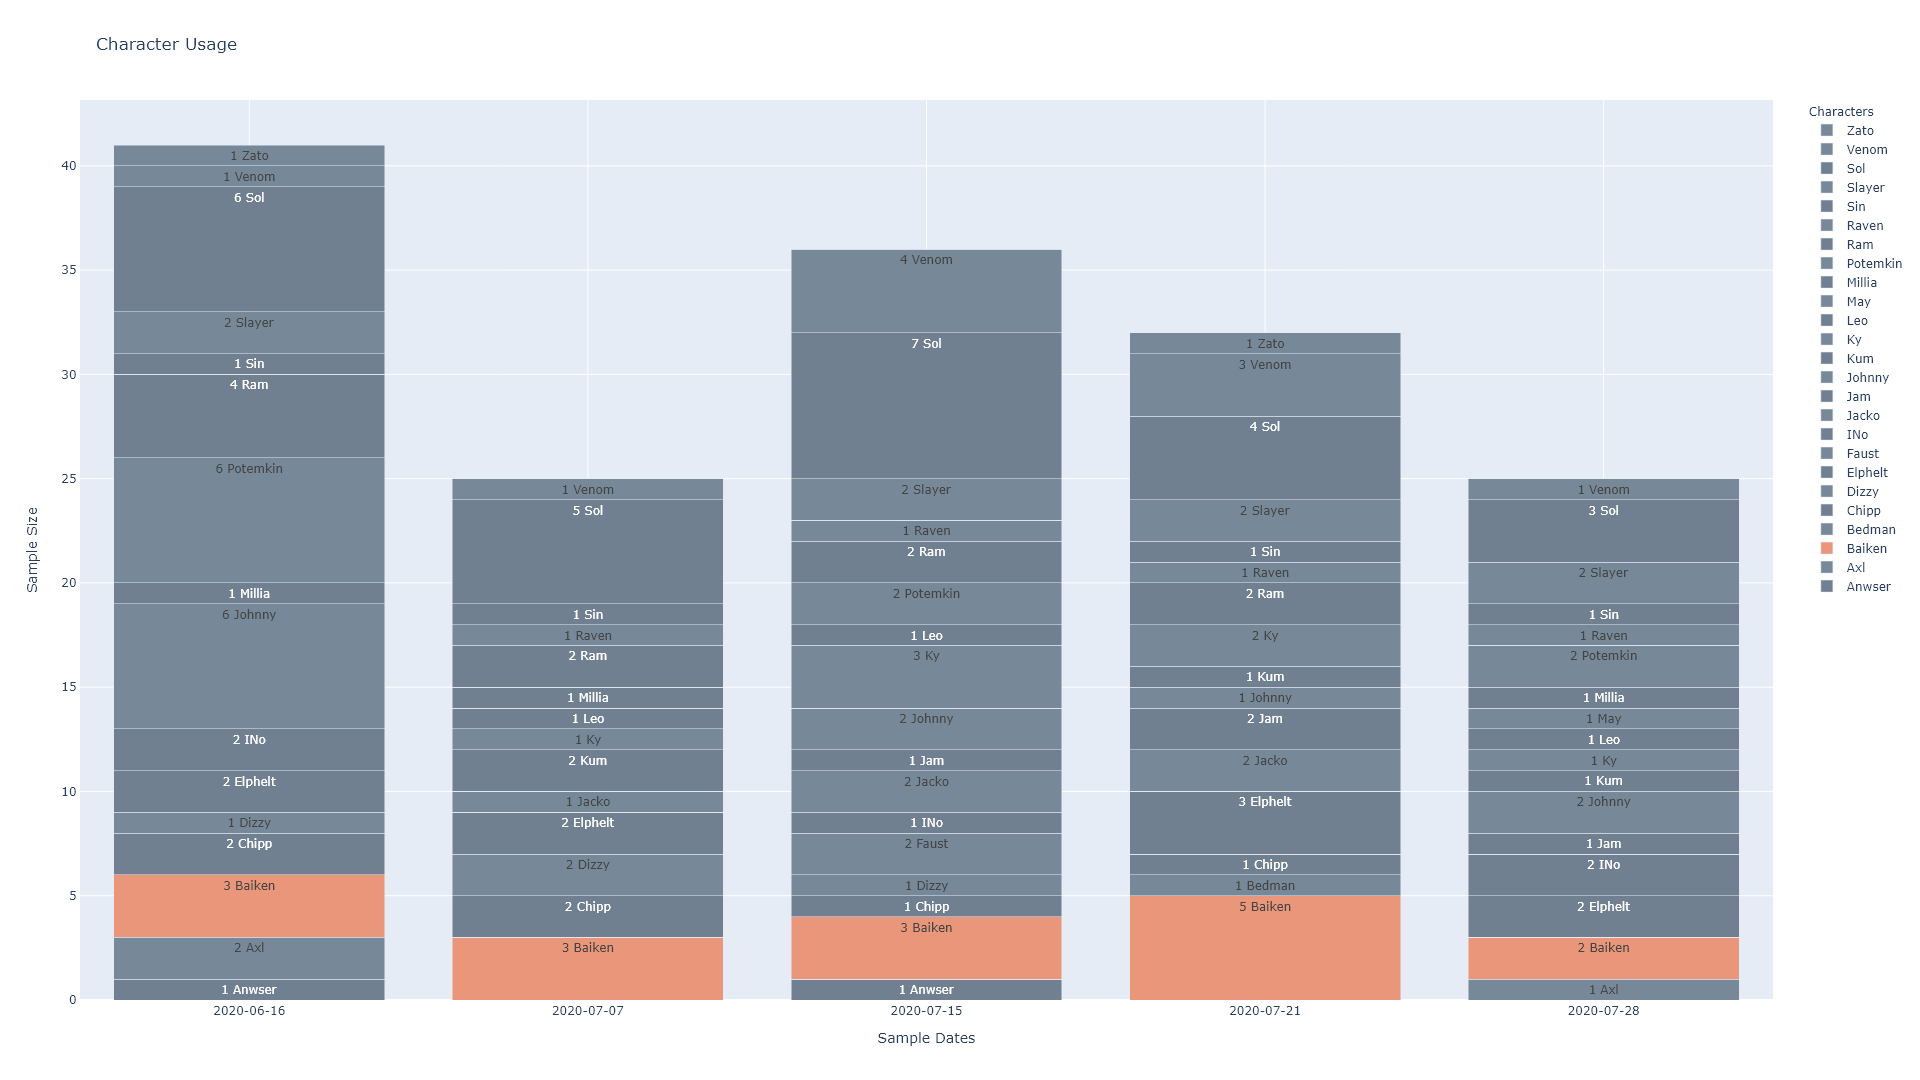 Character Usage
40
35
30
25
20
15
10
5
0
Sample Size
1 Zato
1 Venom
6 Sol
2 Slayer
1 Sin
4 Ram
6 Potemkin
1 Millia
6 Johnny
2 INo
2 Elphelt
1 Dizzy
2 Chipp
3 Baiken
2 Axl
1 Anwser
1 Venom
5 Sol
1 Sin
1 Raven
2 Ram
1 Millia
1 Leo
1 Ky
2 Kum
1 Jacko
2 Elphelt
2 Dizzy
2 Chipp
3 Baiken
4 Venom
7 Sol
2 Slayer
1 Raven
2 Ram
2 Potemkin
1 Leo
3 Ky
2 Johnny
1 Jam
2 Jacko
1 INo
2 Faust
1 Dizzy
1 Chipp
3 Baiken
1 Anwser
1 Zato
3 Venom
4 Sol
2 Slayer
1 Sin
1 Raven
2 Ram
2 Ky
1 Kum
1 Johnny
2 Jam
2 Jacko
3 Elphelt
1 Chipp
1 Bedman
5 Baiken
1 Venom
3 Sol
2 Slayer
1 Sin
1 Raven
2 Potemkin
1 Millia
1 May
1 Leo
1 Ky
1 Kum
2 Johnny
1 Jam
2 INo
2 Elphelt
2 Baiken
1 Axl
2020-06-16
2020-07-07
2020-07-15
2020-07-21
2020-07-28
Sample Dates
Characters
Zato
Venom
Sol
Slayer
Sin
Raven
Ram
Potemkin
Millia
May
Leo
Ky
Kum
Johnny
Jam
Jacko
INo
Faust
Elphelt
Dizzy
Chipp
Bedman
Baiken
Axl
Anwser